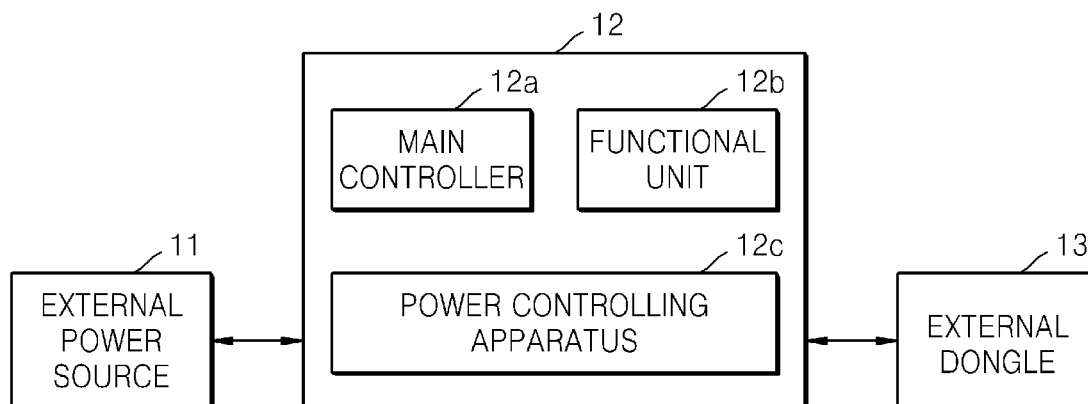 12
12a
12b
MAIN
CONTROLLER
FUNCTIONAL
UNIT
11
12c
13
EXTERNAL
POWER
SOURCE
POWER CONTROLLING
APPARATUS
EXTERNAL
DONGLE